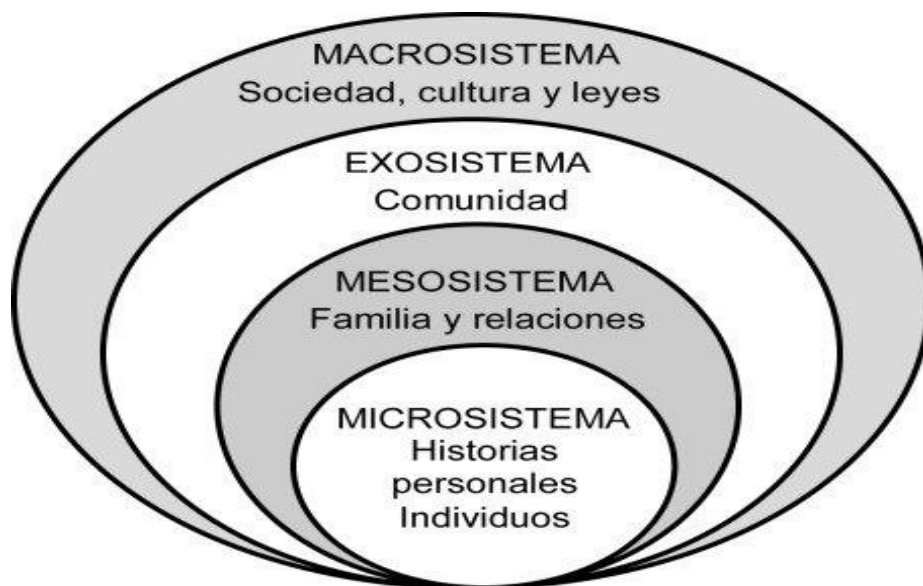 MACROSISTEMA
Sociedad, cultura y leyes
EXOSISTEMA
Comunidad
MESOSISTEMA
Familia y relaciones
MICROSISTEMA
Historias
personales
Individuos